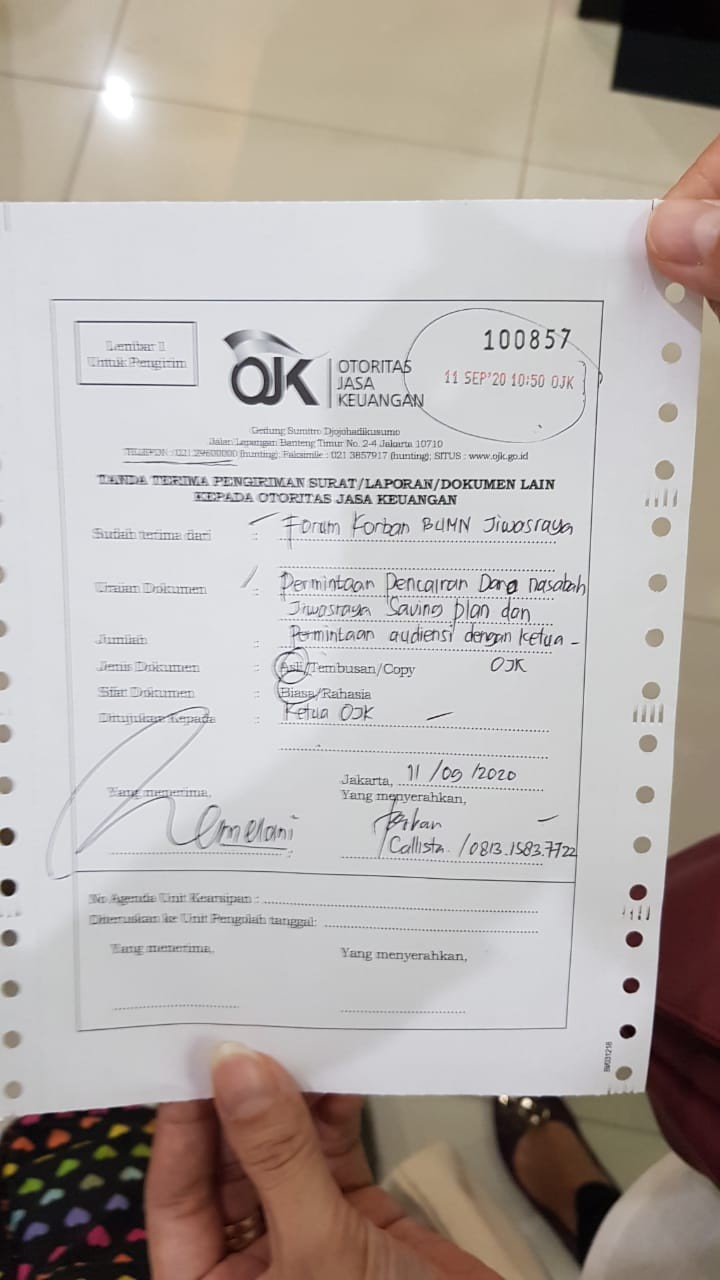 Lembar 1
Untuk Pengirim
OJK
OTORITAS
JASA
KEUANGAN
100857
11 SEP'20 10:50 OJK
Gedung Sumitro Djojohadikusumo
Jalan Lapangan Banteng Timur No. 2-4 Jakarta 10710
TELEPON : 021 29600000 (hunting); Faksimile : 021 3857917 (hunting); SITUS : www.ojk.go.id
TANDA TERIMA PENGIRIMAN SURAT/LAPORAN/DOKUMEN LAIN
KEPADA OTORITAS JASA KEUANGAN
Sudah terima dari : Forum Korban BUMN Jiwasraya
Uraian Dokumen : Permintaan Pencairan Dana nasabah
Jiwasraya Saving plan dan
Jumlah : Permintaan audiensi dengan Ketua -
OJK
Jenis Dokumen : Asli/Tembusan/Copy
Sifat Dokumen : Biasa/Rahasia
Ditujukan Kepada : Ketua OJK
Jakarta, 11/09/2020
Yang menerima, Yang menyerahkan,
melani
Callista /0813.1583.7722
No Agenda Unit Kearsipan :
Diteruskan ke Unit Pengolah tanggal:
Yang menerima, Yang menyerahkan,
BM031216